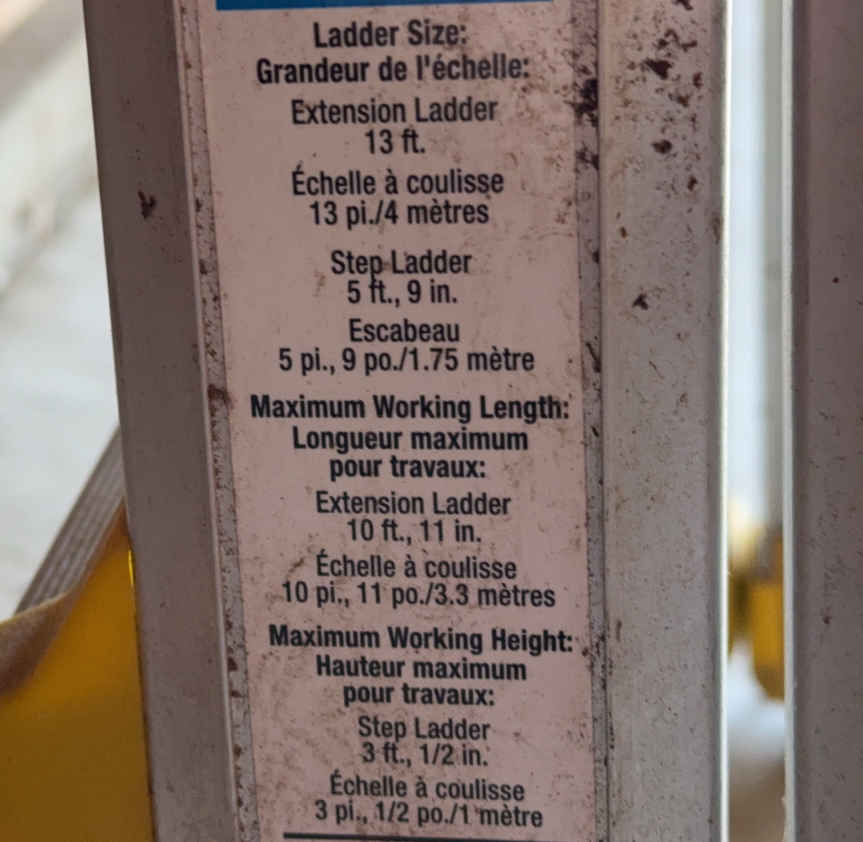 Ladder Size:
Grandeur de l'échelle:
Extension Ladder
13 ft.
Échelle à coulisse
13 pi./4 mètres
Step Ladder
5 ft., 9 in.
Escabeau
5 pi., 9 po./1.75 mètre
Maximum Working Length:
Longueur maximum
pour travaux:
Extension Ladder
10 ft., 11 in.
Échelle à coulisse
10 pi., 11 po./3.3 mètres
Maximum Working Height:
Hauteur maximum
pour travaux:
Step Ladder
3 ft., 1/2 in.
Échelle à coulisse
3 pi., 1/2 po./1 mètre